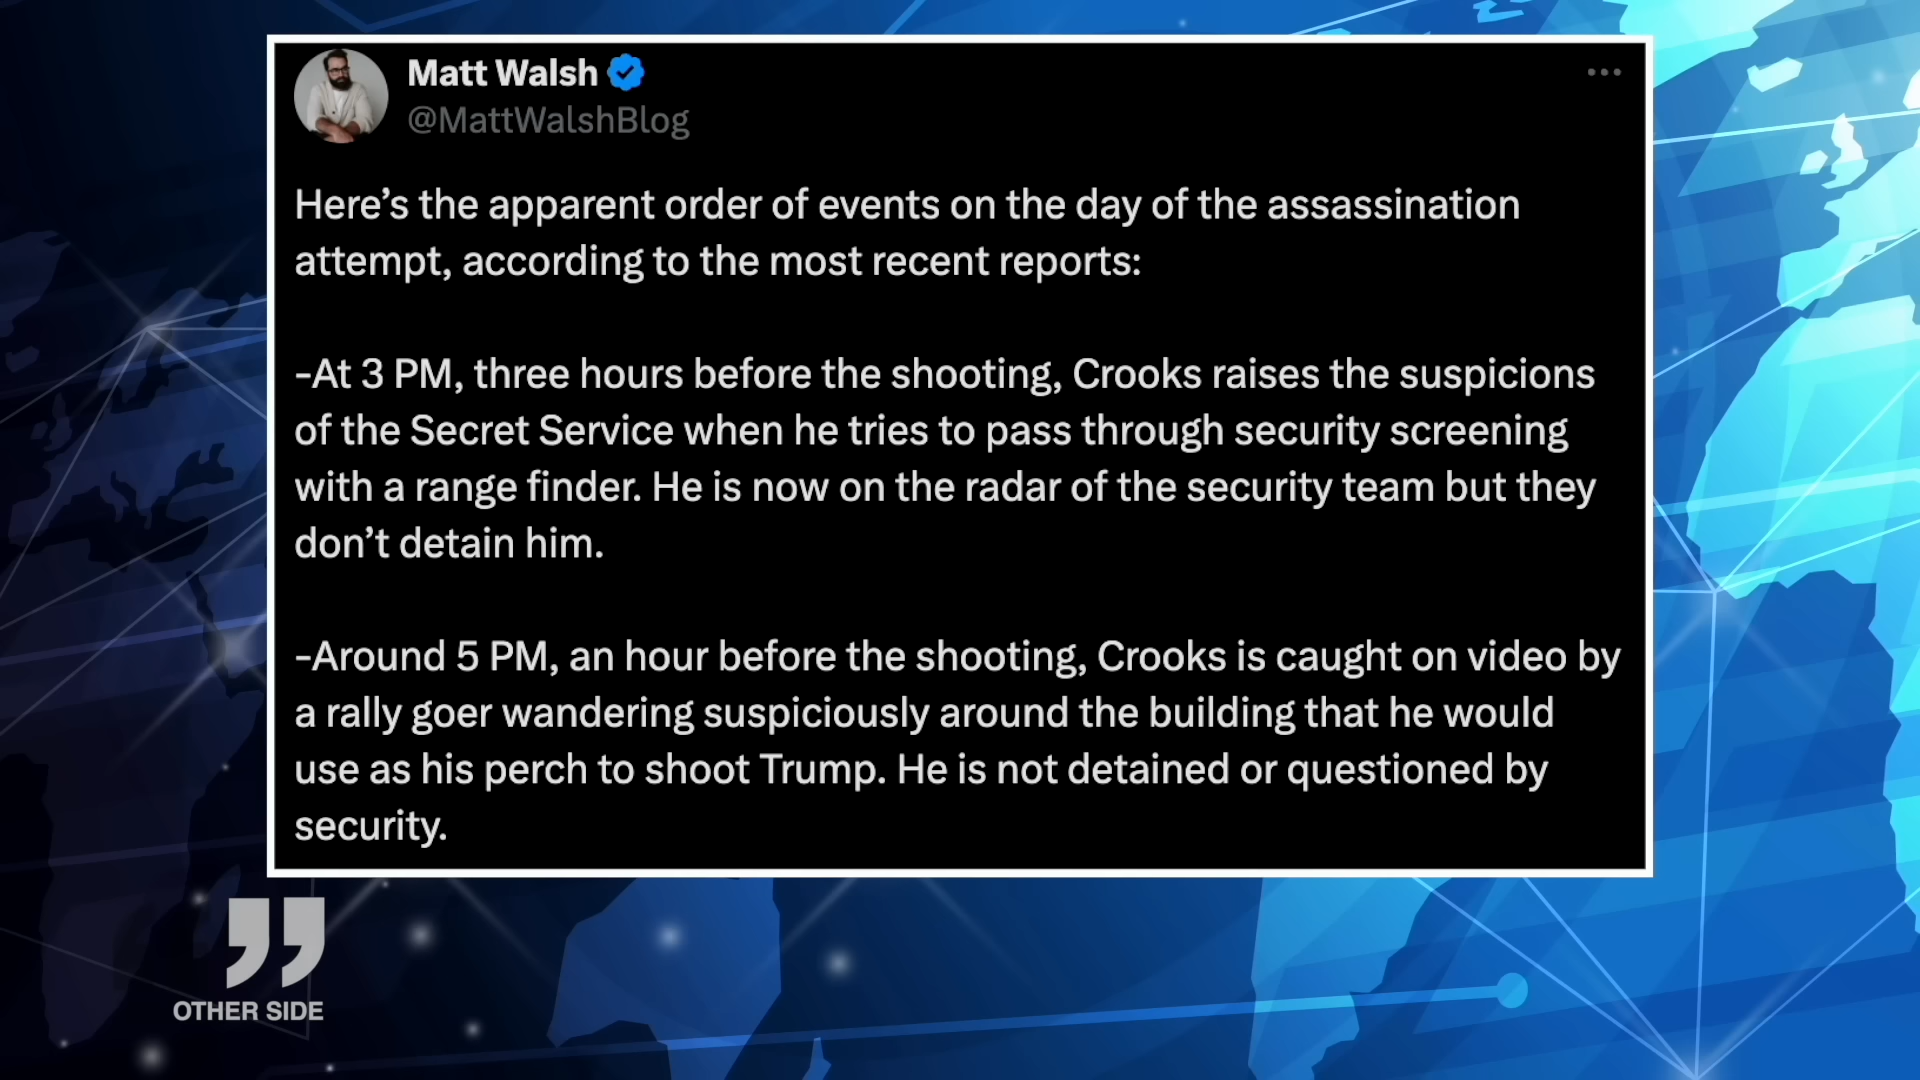 Matt Walsh
@MattWalshBlog
Here’s the apparent order of events on the day of the assassination
attempt, according to the most recent reports:
-At 3 PM, three hours before the shooting, Crooks raises the suspicions
of the Secret Service when he tries to pass through security screening
with a range finder. He is now on the radar of the security team but they
don’t detain him.
-Around 5 PM, an hour before the shooting, Crooks is caught on video by
a rally goer wandering suspiciously around the building that he would
use as his perch to shoot Trump. He is not detained or questioned by
security.
OTHER SIDE